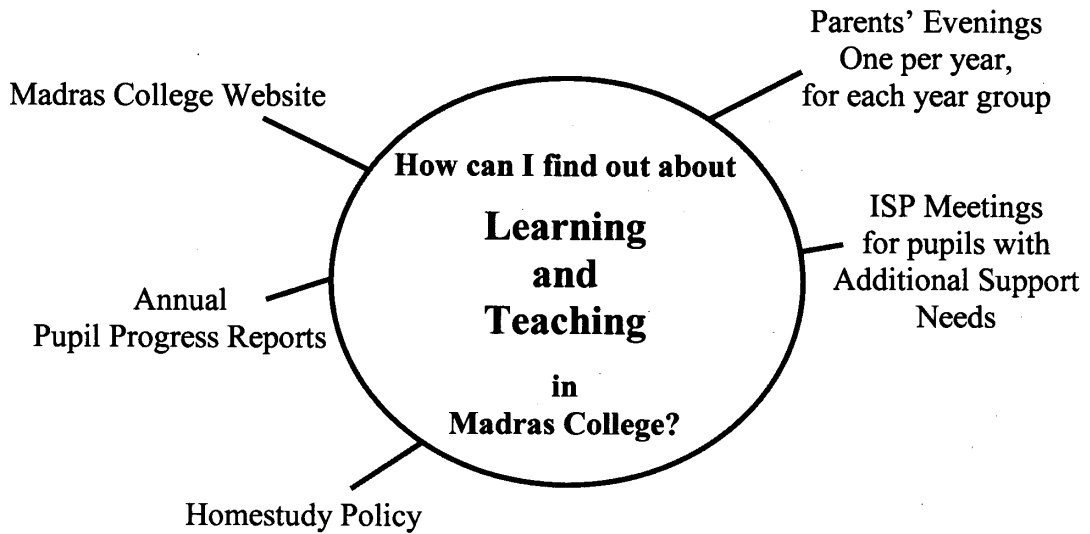 Parents’ Evenings
One per year,
for each year group
Madras College Website
How can I find out about
Learning
and
Teaching
in
Madras College?
ISP Meetings
for pupils with
Additional Support
Needs
Annual
Pupil Progress Reports
Homestudy Policy